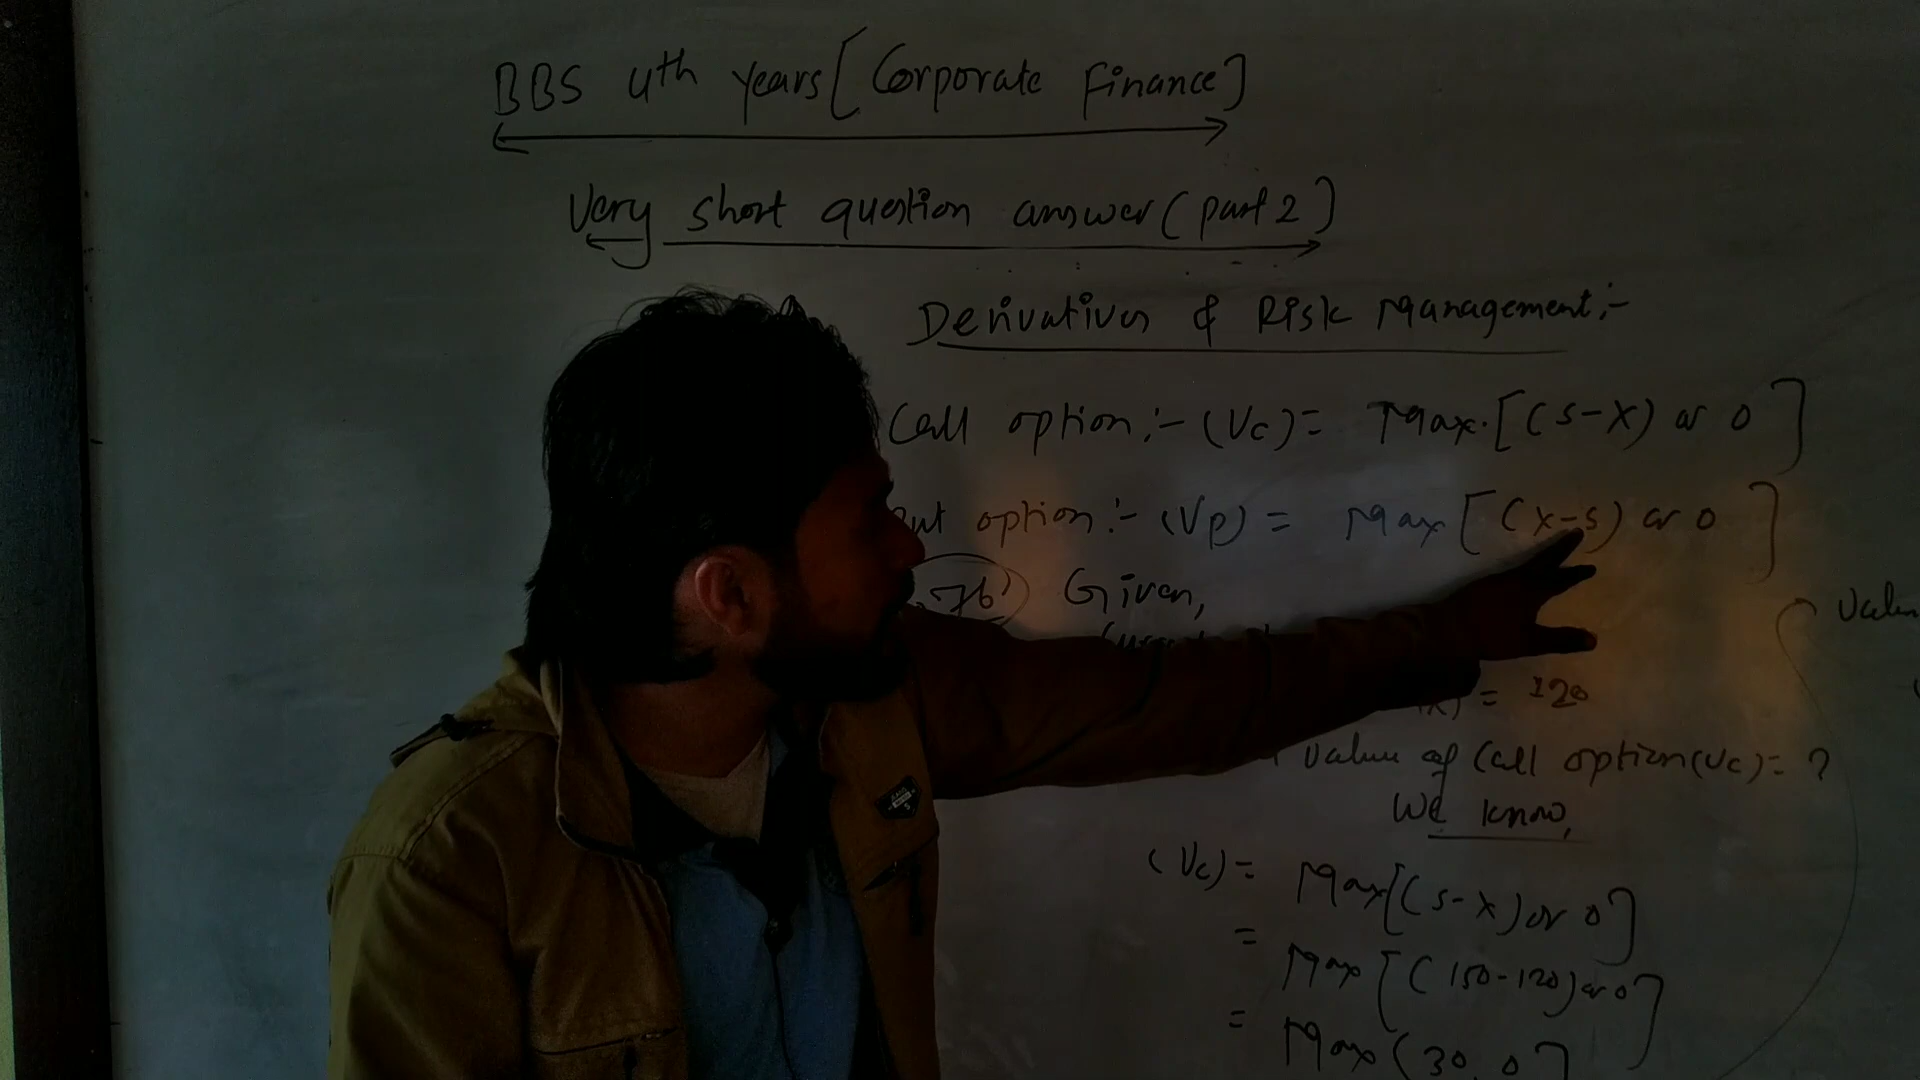 BBS 4th years [Corporate Finance]
Very short question answer (part 2)
Derivatives & Risk Management:-
Call option:- (Vc) = Max. [(S-X) or 0]
Put option:- (Vp) = Max [(X-S) or 0]
76) Given,
(X) = 120
Value of Call option (Vc) = ?
We know,
(Vc) = Max [(S-X) or 0]
= Max [(150-120) or 0]
= Max (30, 0]